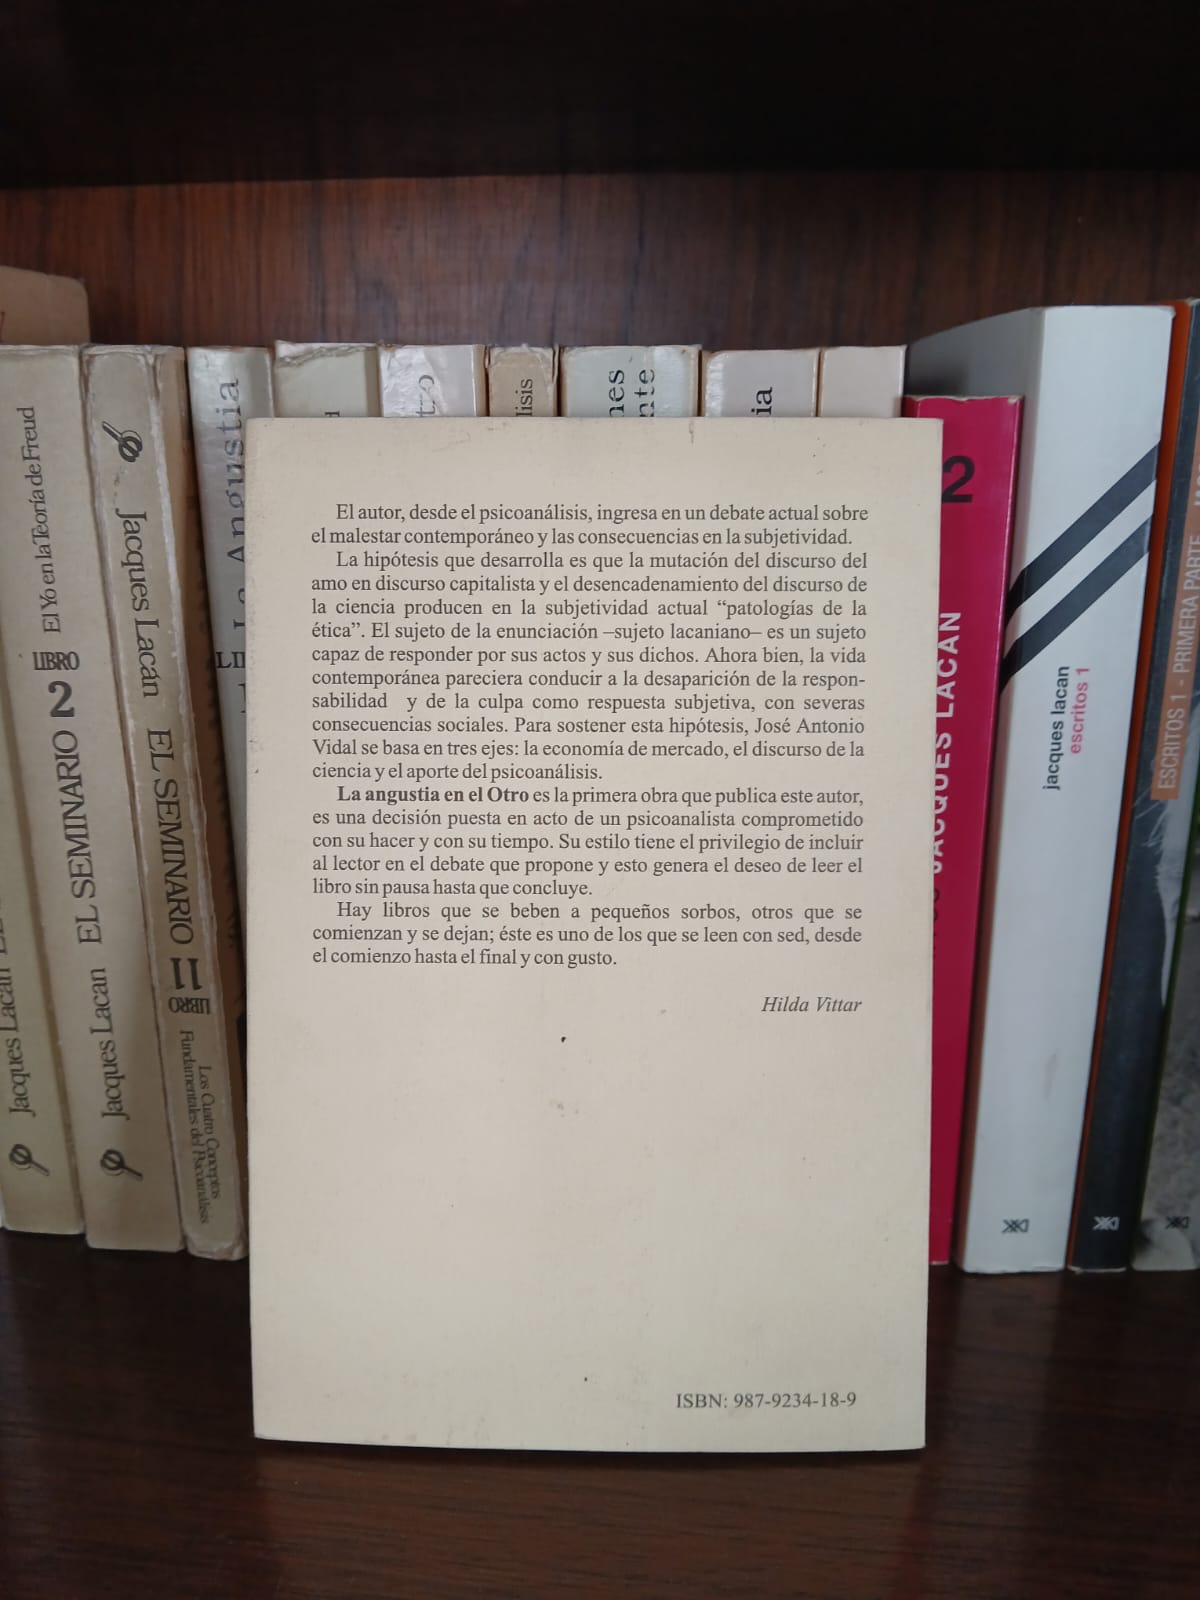 El autor, desde el psicoanálisis, ingresa en un debate actual sobre
el malestar contemporáneo y las consecuencias en la subjetividad.
La hipótesis que desarrolla es que la mutación del discurso del
amo en discurso capitalista y el desencadenamiento del discurso de
la ciencia producen en la subjetividad actual “patologías de la
ética”. El sujeto de la enunciación –sujeto lacaniano– es un sujeto
capaz de responder por sus actos y sus dichos. Ahora bien, la vida
contemporánea pareciera conducir a la desaparición de la respon-
sabilidad y de la culpa como respuesta subjetiva, con severas
consecuencias sociales. Para sostener esta hipótesis, José Antonio
Vidal se basa en tres ejes: la economía de mercado, el discurso de la
ciencia y el aporte del psicoanálisis.
La angustia en el Otro es la primera obra que publica este autor,
es una decisión puesta en acto de un psicoanalista comprometido
con su hacer y con su tiempo. Su estilo tiene el privilegio de incluir
al lector en el debate que propone y esto genera el deseo de leer el
libro sin pausa hasta que concluye.
Hay libros que se beben a pequeños sorbos, otros que se
comienzan y se dejan; éste es uno de los que se leen con sed, desde
el comienzo hasta el final y con gusto.
Hilda Vittar
ISBN: 987-9234-18-9
Jacques Lacan
Jacques Lacan EL SEMINARIO LIBRO 2 El Yo en la Teoría de Freud
Jacques Lacán EL SEMINARIO LIBRO 11
Los Cuatro Conceptos
Fundamentales del Psicoanálisis
Angustia
JACQUES LACAN 2
jacques lacan
escritos 1
ESCRITOS 1 - PRIMERA PARTE